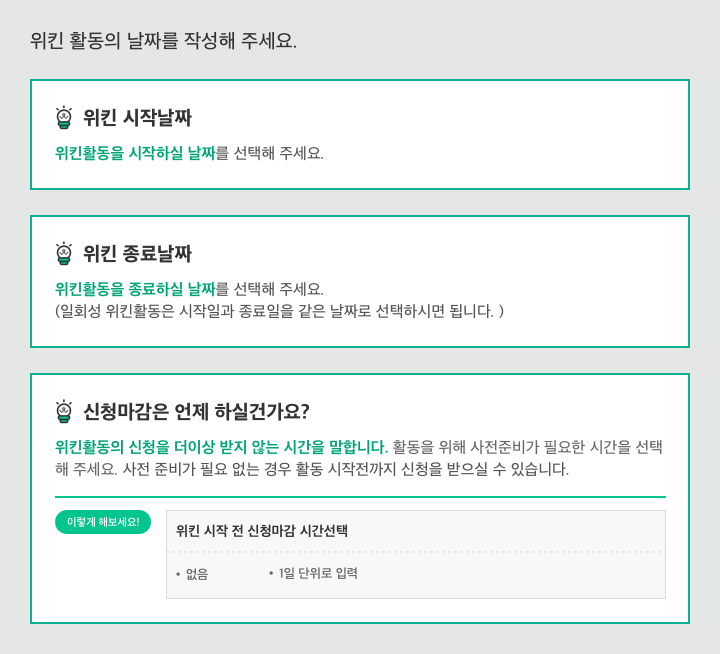 위킨 활동의 날짜를 작성해 주세요.
위킨 시작날짜
위킨활동을 시작하실 날짜를 선택해 주세요.
위킨 종료날짜
위킨활동을 종료하실 날짜를 선택해 주세요.
(일회성 위킨활동은 시작일과 종료일을 같은 날짜로 선택하시면 됩니다. )
신청마감은 언제 하실건가요?
위킨활동의 신청을 더이상 받지 않는 시간을 말합니다. 활동을 위해 사전준비가 필요한 시간을 선택
해 주세요. 사전 준비가 필요 없는 경우 활동 시작전까지 신청을 받으실 수 있습니다.
이렇게 해보세요!
위킨 시작 전 신청마감 시간선택
• 없음 • 1일 단위로 입력